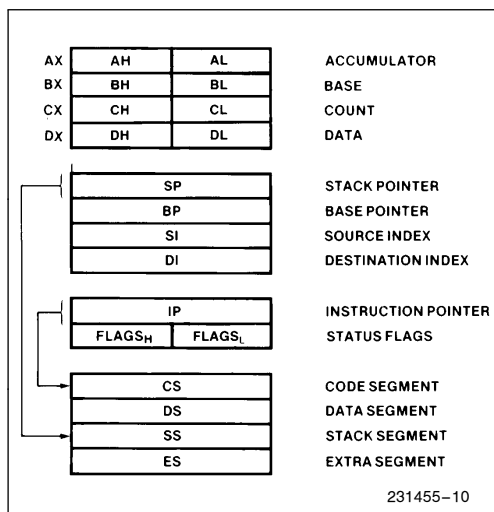 AX AH AL ACCUMULATOR
BX BH BL BASE
CX CH CL COUNT
DX DH DL DATA
SP STACK POINTER
BP BASE POINTER
SI SOURCE INDEX
DI DESTINATION INDEX
IP INSTRUCTION POINTER
FLAGSH FLAGSL STATUS FLAGS
CS CODE SEGMENT
DS DATA SEGMENT
SS STACK SEGMENT
ES EXTRA SEGMENT
231455–10